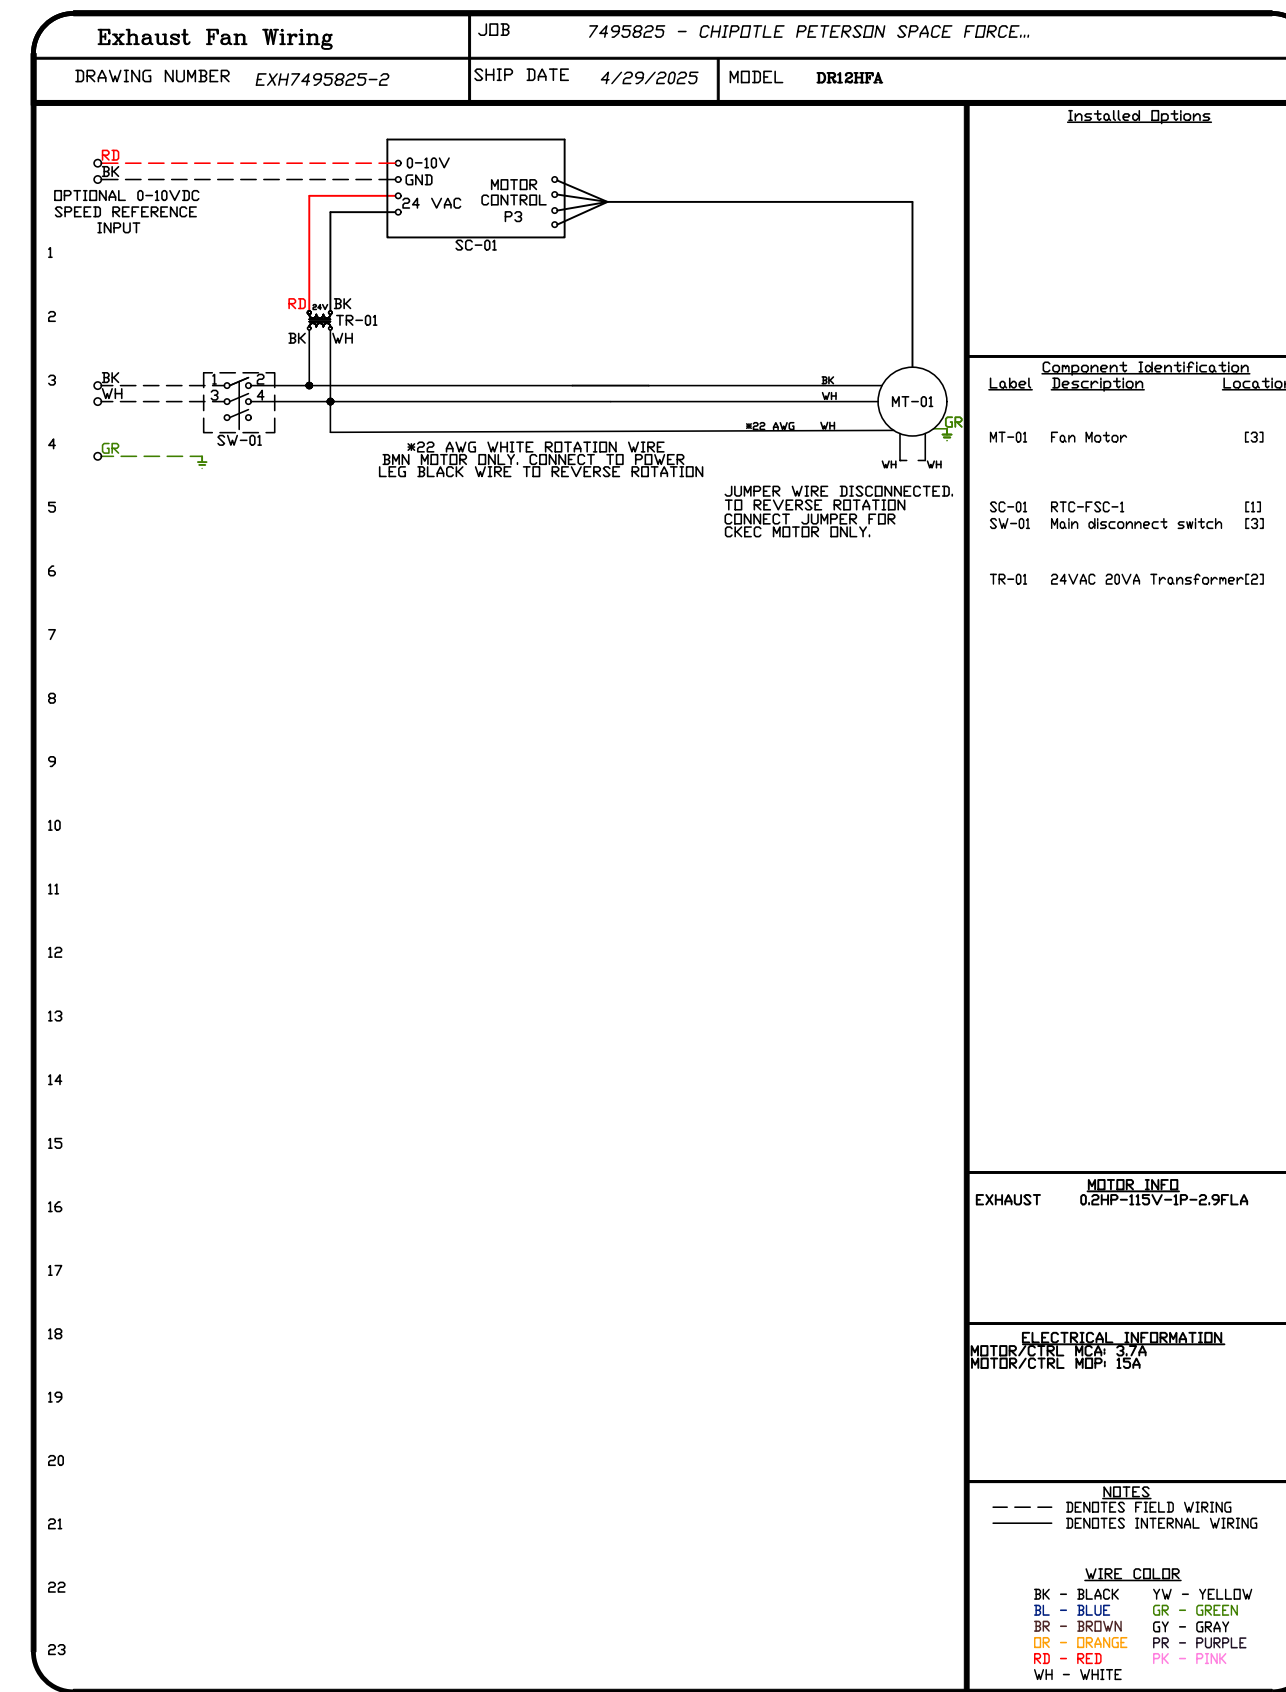 Exhaust Fan Wiring
JOB 7495825 - CHIPOTLE PETERSON SPACE FORCE...
DRAWING NUMBER EXH7495825-2
SHIP DATE 4/29/2025
MODEL DR12HFA
RD
BK
OPTIONAL 0-10VDC
SPEED REFERENCE
INPUT
0-10V
GND
24 VAC
MOTOR
CONTROL
P3
SC-01
RD 24V BK
TR-01
BK WH
BK
WH
1 2
3 4
SW-01
GR
BK
WH
*22 AWG WH
MT-01
GR
WH WH
*22 AWG WHITE ROTATION WIRE
BMN MOTOR ONLY. CONNECT TO POWER
LEG BLACK WIRE TO REVERSE ROTATION
JUMPER WIRE DISCONNECTED.
TO REVERSE ROTATION
CONNECT JUMPER FOR
CKEC MOTOR ONLY.
1
2
3
4
5
6
7
8
9
10
11
12
13
14
15
16
17
18
19
20
21
22
23
Installed Options
Component Identification
Label Description Location
MT-01 Fan Motor [3]
SC-01 RTC-FSC-1 [1]
SW-01 Main disconnect switch [3]
TR-01 24VAC 20VA Transformer[2]
MOTOR INFO
EXHAUST 0.2HP-115V-1P-2.9FLA
ELECTRICAL INFORMATION
MOTOR/CTRL MCA: 3.7A
MOTOR/CTRL MOP: 15A
NOTES
DENOTES FIELD WIRING
DENOTES INTERNAL WIRING
WIRE COLOR
BK - BLACK YW - YELLOW
BL - BLUE GR - GREEN
BR - BROWN GY - GRAY
OR - ORANGE PR - PURPLE
RD - RED PK - PINK
WH - WHITE